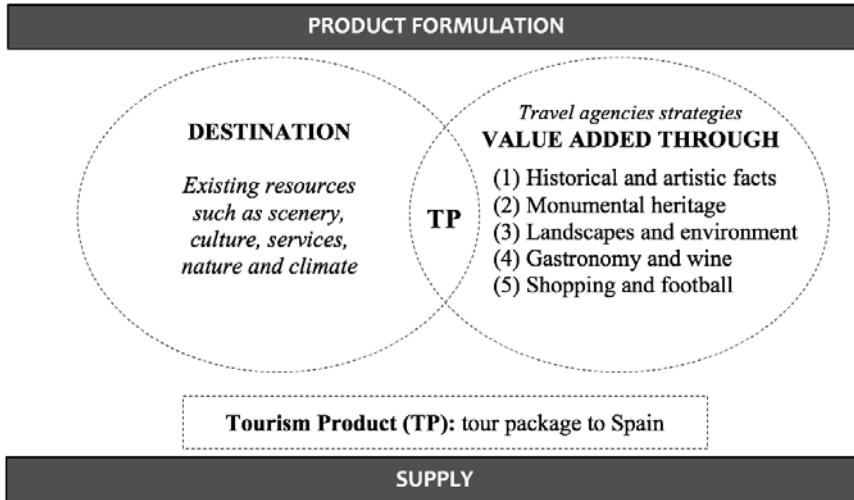 PRODUCT FORMULATION
DESTINATION
Existing resources
such as scenery,
culture, services,
nature and climate
TP
Travel agencies strategies
VALUE ADDED THROUGH
(1) Historical and artistic facts
(2) Monumental heritage
(3) Landscapes and environment
(4) Gastronomy and wine
(5) Shopping and football
Tourism Product (TP): tour package to Spain
SUPPLY